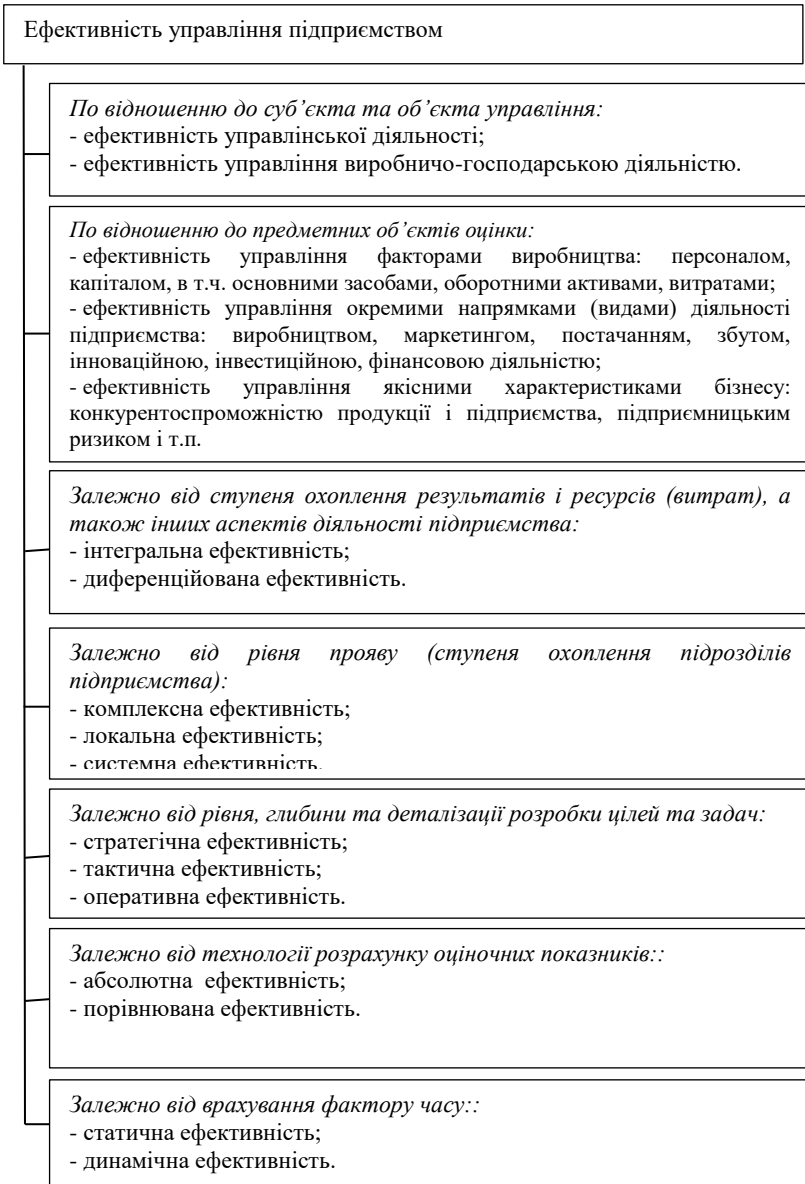 Ефективність управління підприємством
По відношенню до суб’єкта та об’єкта управління:
- ефективність управлінської діяльності;
- ефективність управління виробничо-господарською діяльністю.
По відношенню до предметних об’єктів оцінки:
- ефективність управління факторами виробництва: персоналом,
капіталом, в т.ч. основними засобами, оборотними активами, витратами;
- ефективність управління окремими напрямками (видами) діяльності
підприємства: виробництвом, маркетингом, постачанням, збутом,
інноваційною, інвестиційною, фінансовою діяльністю;
- ефективність управління якісними характеристиками бізнесу:
конкурентоспроможністю продукції і підприємства, підприємницьким
ризиком і т.п.
Залежно від ступеня охоплення результатів і ресурсів (витрат), а
також інших аспектів діяльності підприємства:
- інтегральна ефективність;
- диференційована ефективність.
Залежно від рівня прояву (ступеня охоплення підрозділів
підприємства):
- комплексна ефективність;
- локальна ефективність;
- системна ефективність.
Залежно від рівня, глибини та деталізації розробки цілей та задач:
- стратегічна ефективність;
- тактична ефективність;
- оперативна ефективність.
Залежно від технології розрахунку оціночних показників::
- абсолютна ефективність;
- порівнювана ефективність.
Залежно від врахування фактору часу::
- статична ефективність;
- динамічна ефективність.